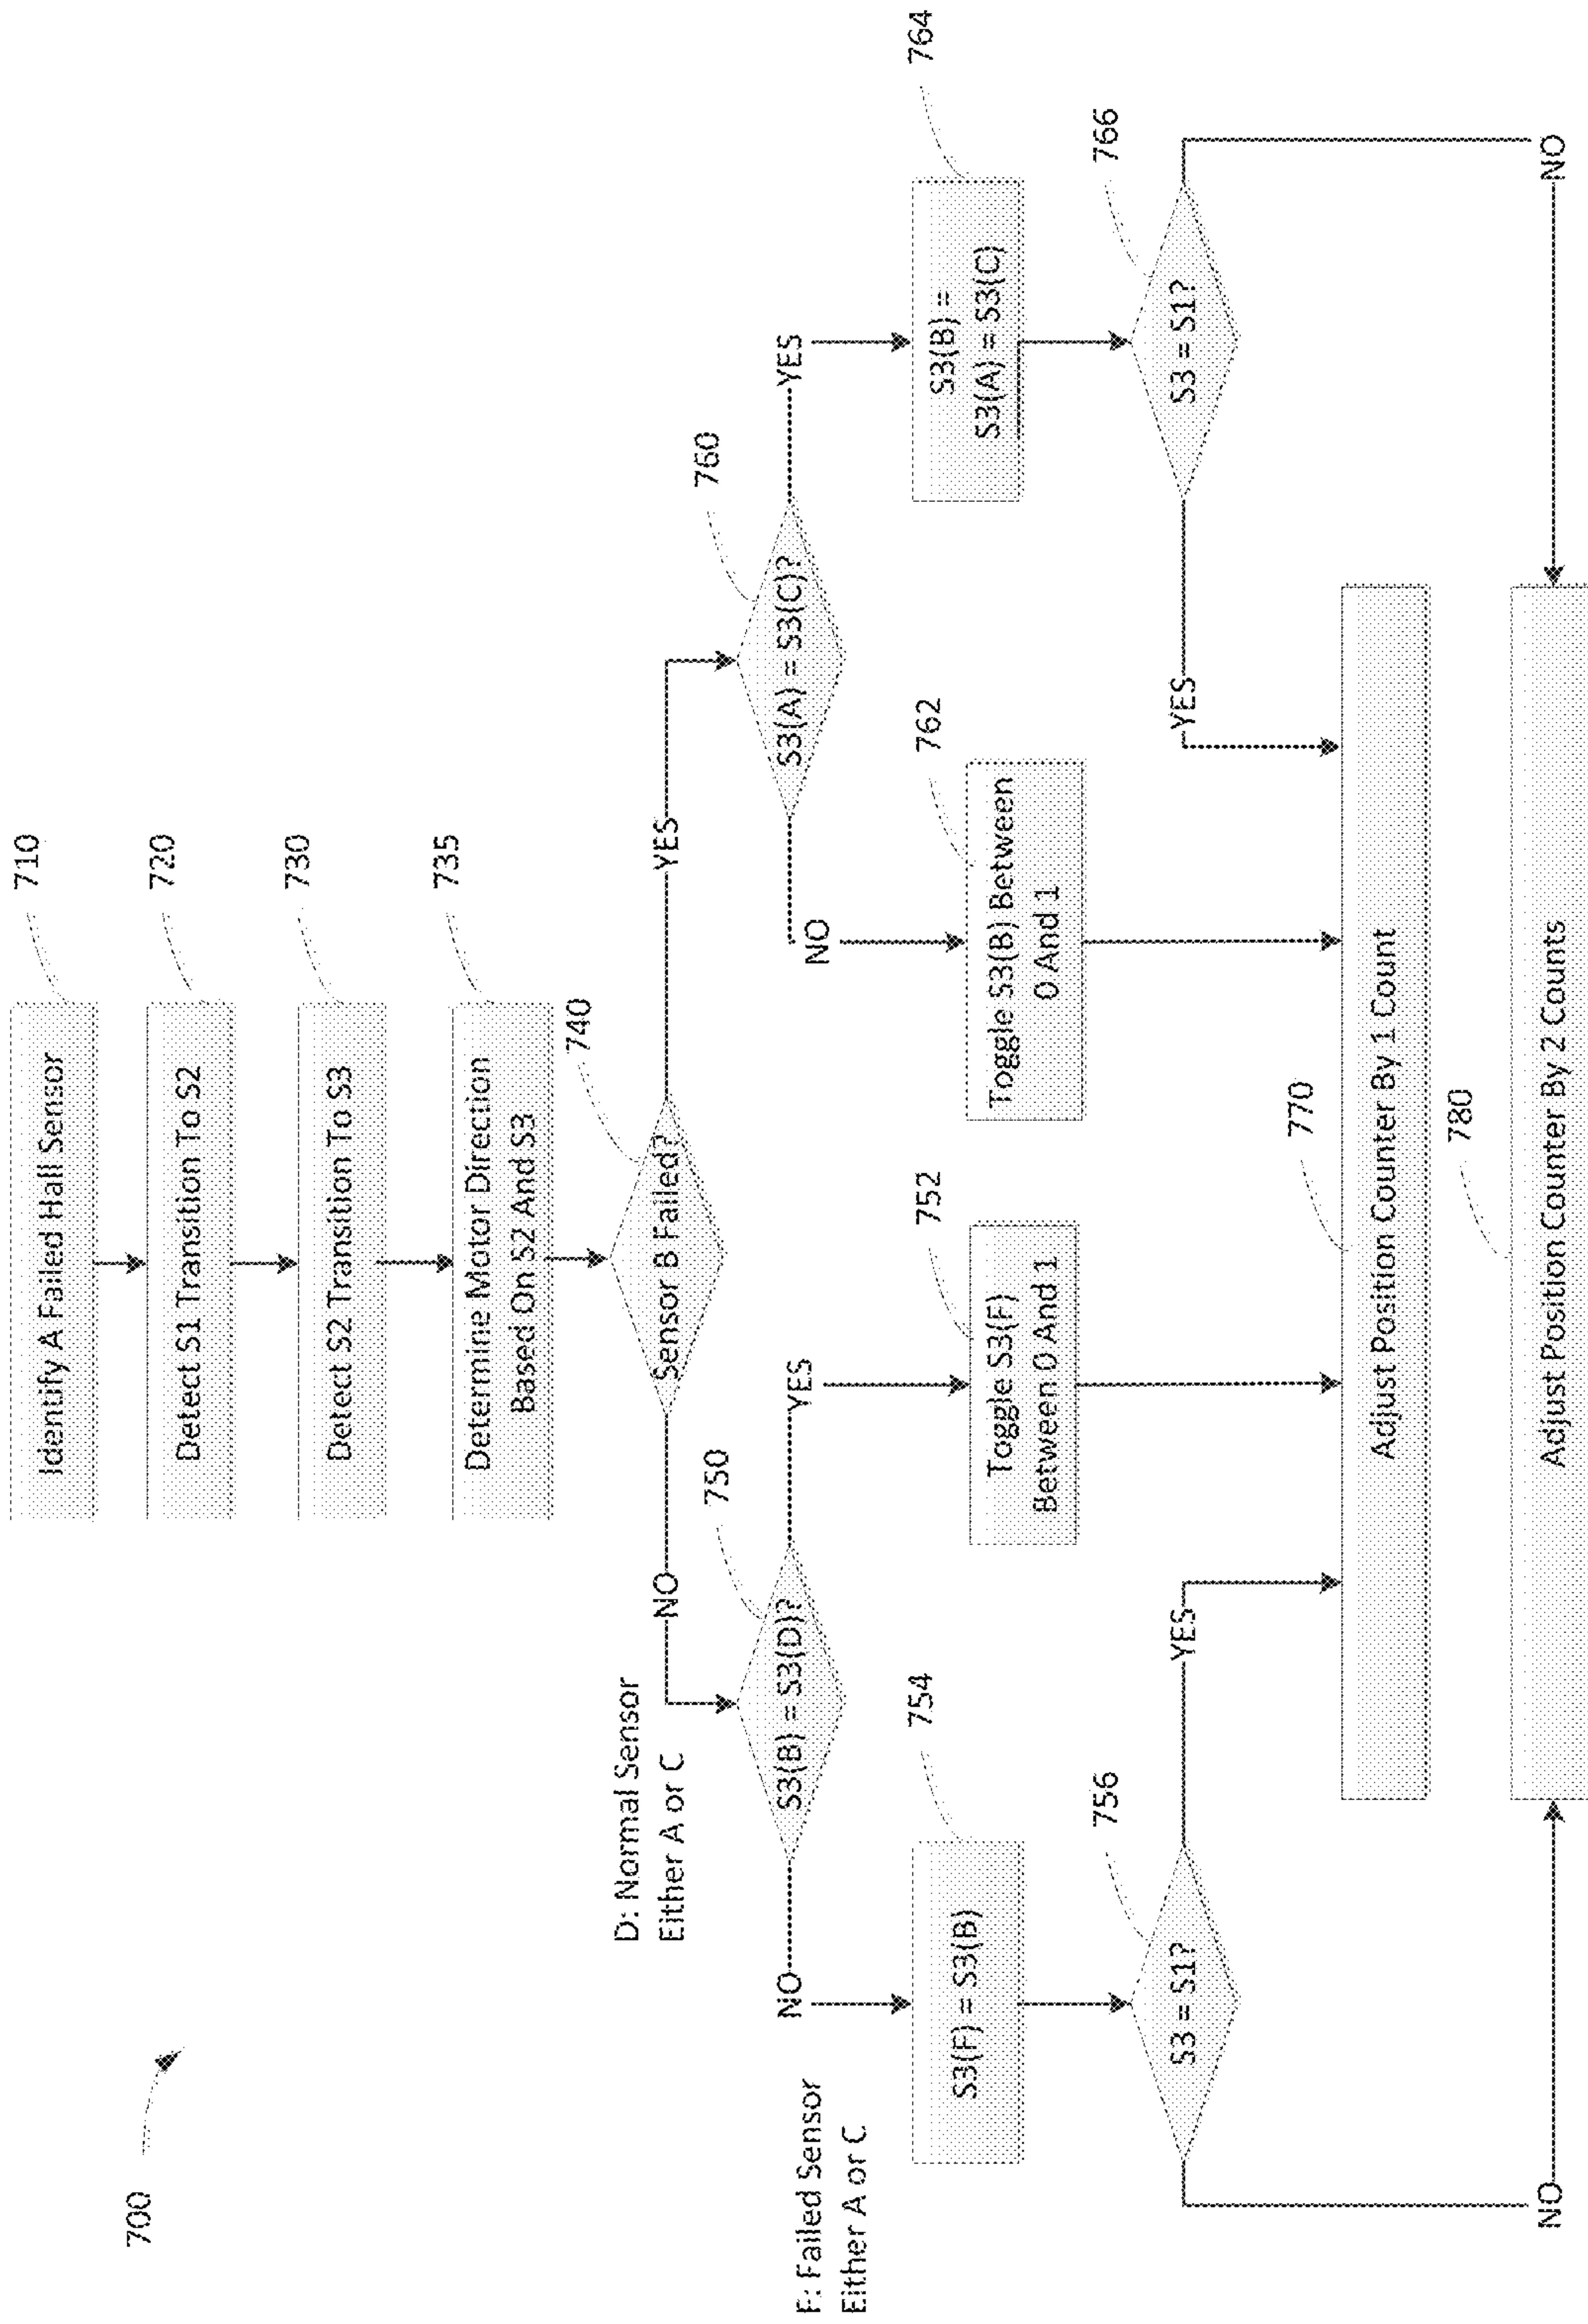 700
Identify A Failed Hall Sensor
710
Detect S1 Transition To S2
720
Detect S2 Transition To S3
730
Determine Motor Direction
Based On S2 And S3
735
Sensor B Failed?
740
NO
YES
D: Normal Sensor
Either A or C
S3(B) = S3(D)?
750
S3(A) = S3(C)?
760
NO
YES
NO
YES
F: Failed Sensor
Either A or C
S3(F) = S3(B)
754
Toggle S3(F)
Between 0 And 1
752
Toggle S3(B) Between
0 And 1
762
S3(B) =
S3(A) = S3(C)
764
S3 = S1?
756
S3 = S1?
766
YES
YES
Adjust Position Counter By 1 Count
770
NO
Adjust Position Counter By 2 Counts
780
NO